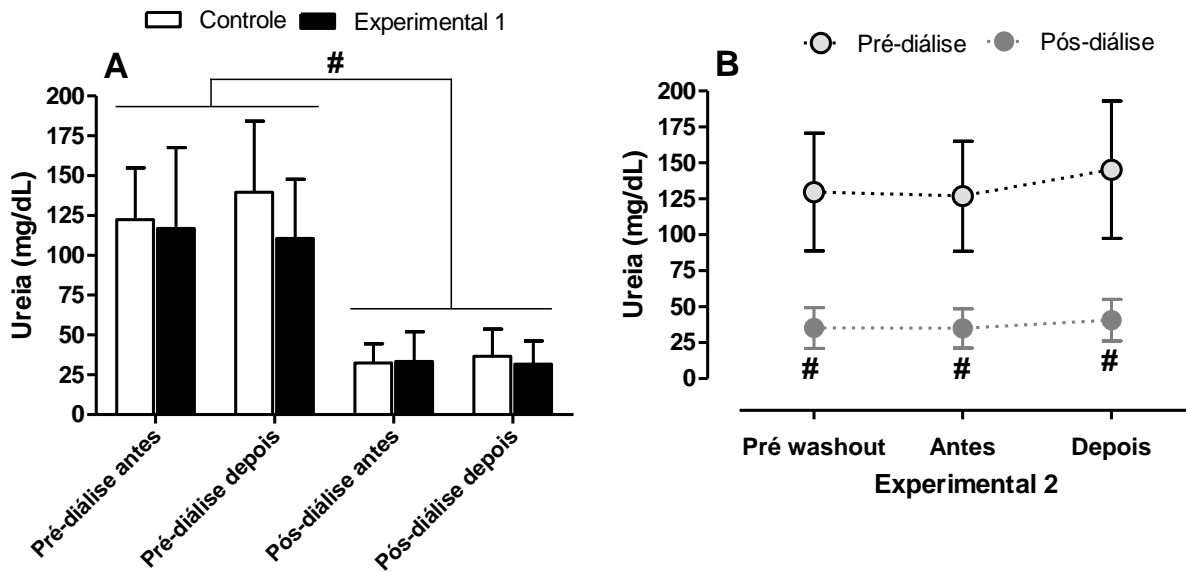 Controle Experimental 1
A
#
200
175
150
125
100
75
50
25
0
Ureia (mg/dL)
Pré-diálise antes
Pré-diálise depois
Pós-diálise antes
Pós-diálise depois
Pré-diálise Pós-diálise
B
200
175
150
125
100
75
50
25
0
Ureia (mg/dL)
# # #
Pré washout Antes Depois
Experimental 2